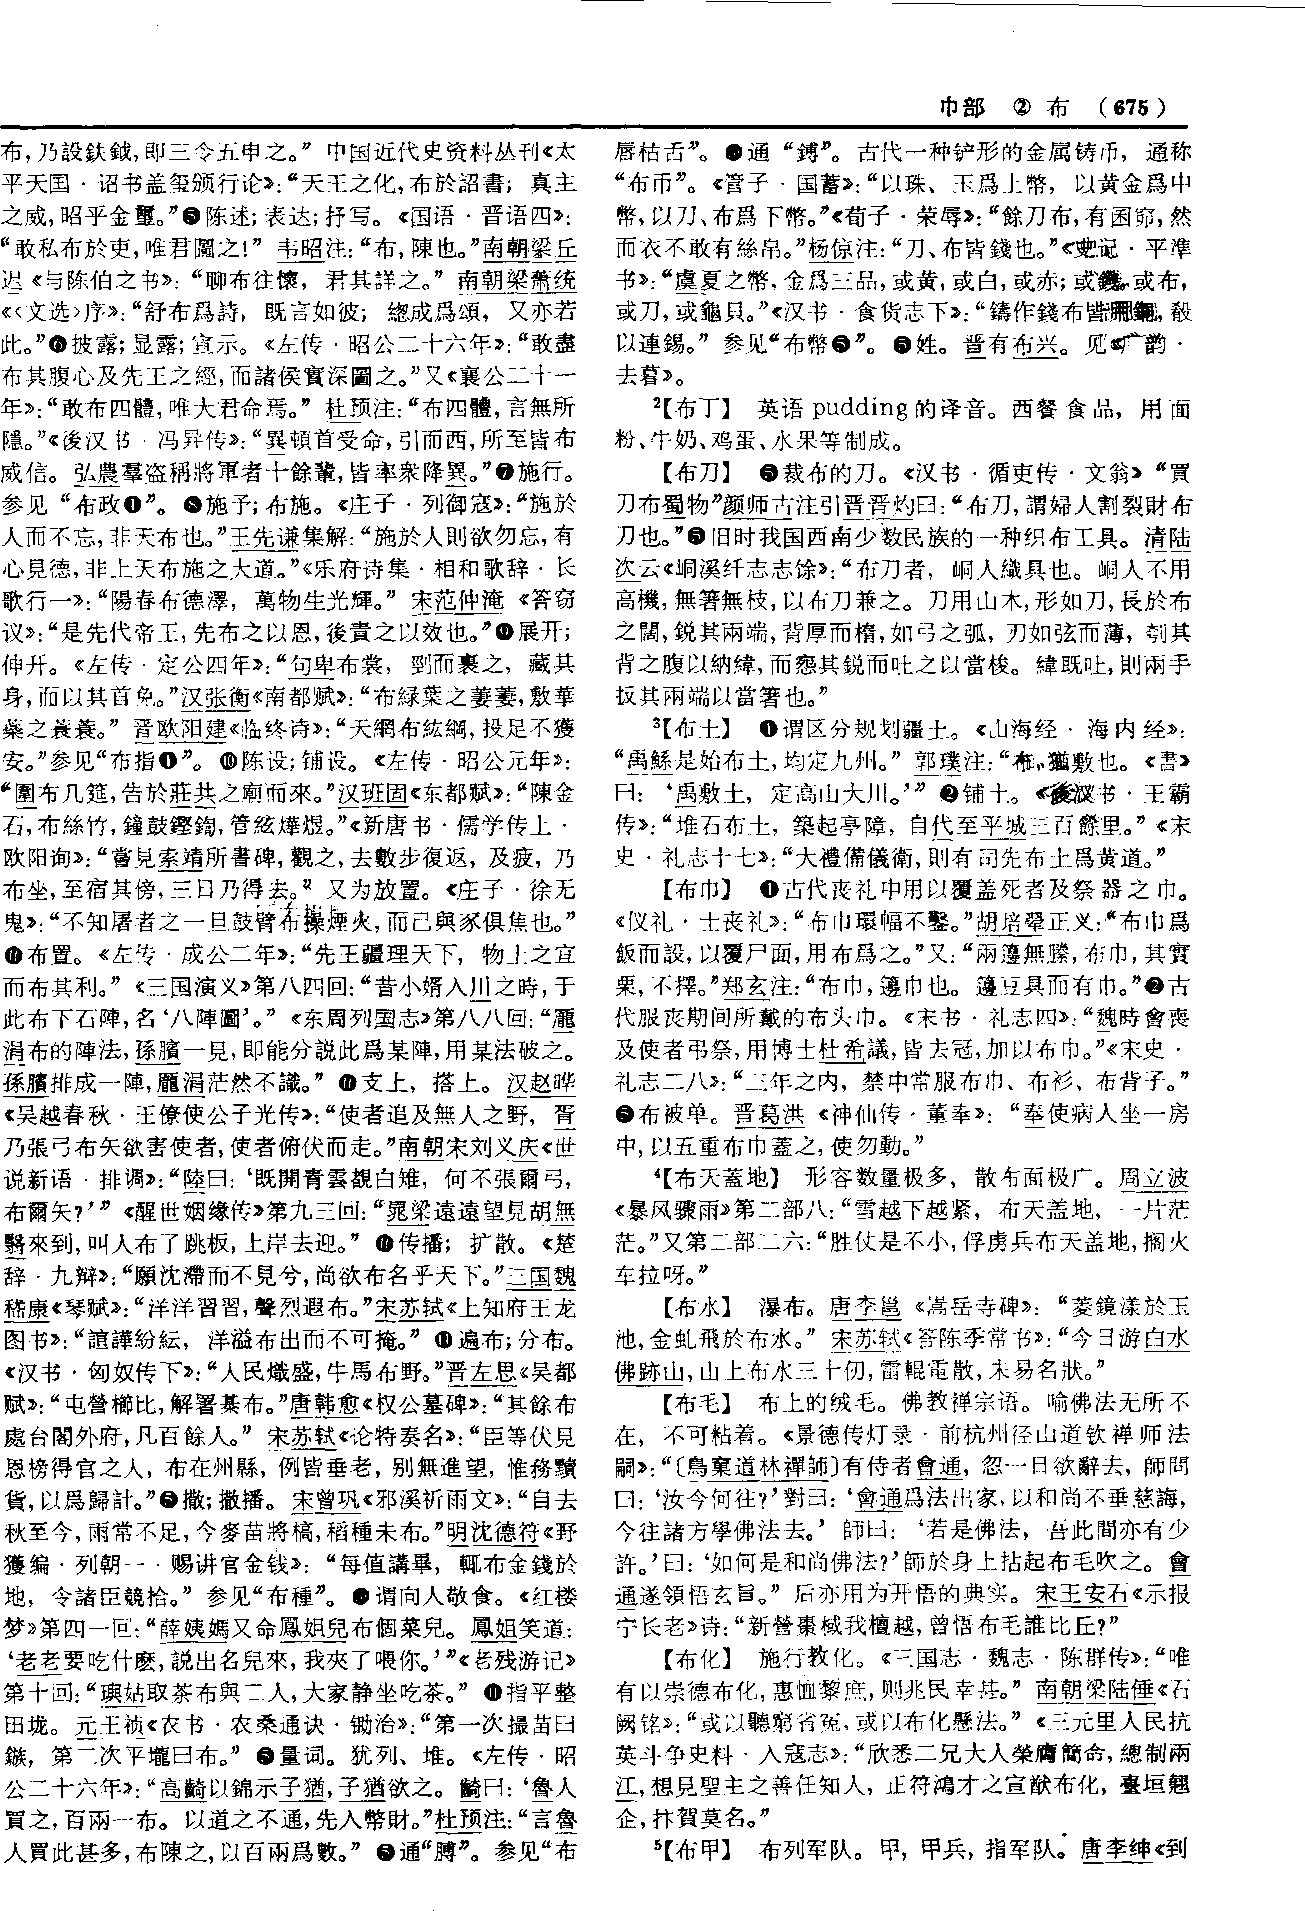 巾部 ② 布 (675)
布,乃設鈇鉞,即三令五申之。” 中国近代史资料丛刊《太
平天国·诏书盖玺颁行论》:“天王之化,布於詔書; 真主
之威,昭乎金璽。”❺陈述;表达;抒写。《国语·晋语四》:
“敢私布於吏,唯君圖之!” 韦昭注:“布,陳也。”南朝梁丘
迟《与陈伯之书》: “聊布往懷, 君其詳之。” 南朝梁萧统
《〈文选〉序》:“舒布爲詩, 既言如彼; 總成爲頌, 又亦若
此。”❻披露;显露;宣示。《左传·昭公二十六年》:“敢盡
布其腹心及先王之經,而諸侯實深圖之。”又《襄公二十一
年》:“敢布四體,唯大君命焉。” 杜预注:“布四體,言無所
隱。”《後汉书·冯异传》:“異頓首受命,引而西,所至皆布
威信。弘農羣盗稱將軍者十餘輩,皆率衆降異。”❼施行。
参见 “布政❶”。 ❽施予;布施。《庄子·列御寇》:“施於
人而不忘,非天布也。”王先谦集解:“施於人則欲勿忘,有
心見德,非上天布施之大道。”《乐府诗集·相和歌辞·长
歌行一》:“陽春布德澤, 萬物生光輝。” 宋范仲淹《答窃
议》:“是先代帝王,先布之以恩,後責之以效也。”❾展开;
伸开。《左传·定公四年》:“句卑布裳, 剄而裹之, 藏其
身,而以其首免。”汉张衡《南都赋》:“布緑葉之萋萋,敷華
蘂之蓑蓑。” 晋欧阳建《临终诗》:“天網布紘綱,投足不獲
安。”参见“布指❶”。 ❿陈设;铺设。《左传·昭公元年》:
“圍布几筵,告於莊共之廟而來。”汉班固《东都赋》:“陳金
石,布絲竹,鐘鼓鏗鍧,管絃燁煜。”《新唐书·儒学传上·
欧阳询》:“嘗見索靖所書碑,觀之,去數步復返, 及疲, 乃
布坐,至宿其傍,三日乃得去。” 又为放置。《庄子·徐无
鬼》:“不知屠者之一旦鼓臂布操煙火,而己與豕俱焦也。”
⓫布置。《左传·成公二年》:“先王疆理天下, 物土之宜
而布其利。”《三国演义》第八四回:“昔小婿入川之時,于
此布下石陣,名‘八陣圖’。”《东周列国志》第八八回:“龐
涓布的陣法,孫臏一見,即能分説此爲某陣,用某法破之。
孫臏排成一陣,龐涓茫然不識。” ⓬支上, 搭上。 汉赵晔
《吴越春秋·王僚使公子光传》:“使者追及無人之野, 胥
乃張弓布矢欲害使者,使者俯伏而走。”南朝宋刘义庆《世
说新语·排调》:“陸曰:‘既開青雲覩白雉, 何不張爾弓,
布爾矢?’”《醒世姻缘传》第九三回:“晁梁遠遠望見胡無
翳來到,叫人布了跳板,上岸去迎。” ⓭传播; 扩散。《楚
辞·九辩》:“願沈滯而不見兮,尚欲布名乎天下。”三国魏
嵇康《琴赋》:“洋洋習習,聲烈遐布。”宋苏轼《上知府王龙
图书》:“諠譁紛紜, 洋溢布出而不可掩。” ⓮遍布;分布。
《汉书·匈奴传下》:“人民熾盛,牛馬布野。”晋左思《吴都
赋》:“屯營櫛比,解署棊布。”唐韩愈《权公墓碑》:“其餘布
處台閣外府,凡百餘人。” 宋苏轼《论特奏名》:“臣等伏見
恩榜得官之人, 布在州縣, 例皆垂老, 别無進望, 惟務黷
貨,以爲歸計。”⓯撒;撒播。 宋曾巩《邪溪祈雨文》:“自去
秋至今,雨常不足,今麥苗將槁,稻種未布。”明沈德符《野
獲编·列朝一·赐讲官金钱》: “每值講畢, 輒布金錢於
地, 令諸臣競拾。” 参见“布種”。 ⓰谓向人敬食。《红楼
梦》第四一回:“薛姨媽又命鳳姐兒布個菜兒。 鳳姐笑道:
‘老老要吃什麽,説出名兒來,我夾了喂你。’”《老残游记》
第十回:“璵姑取茶布與二人,大家静坐吃茶。” ⓱指平整
田垅。 元王祯《农书·农桑通诀·锄治》:“第一次撮苗曰
鏃, 第二次平壠曰布。” ⓲量词。犹列、堆。《左传·昭
公二十六年》:“高齮以錦示子猶,子猶欲之。齮曰:‘魯人
買之,百兩一布。以道之不通,先入幣財。’”杜预注:“言魯
人買此甚多,布陳之,以百兩爲數。” ⓳通“膊”。参见“布
唇枯舌”。 ⓴通 “鎛”。 古代一种铲形的金属铸币, 通称
“布币”。《管子·国蓄》:“以珠、玉爲上幣, 以黄金爲中
幣,以刀、布爲下幣。”《荀子·荣辱》:“餘刀布,有囷窌,然
而衣不敢有絲帛。”杨倞注:“刀、布皆錢也。”《史记·平準
书》:“虞夏之幣,金爲三品,或黄,或白,或赤;或錢,或布,
或刀,或龜貝。”《汉书·食货志下》:“鑄作錢布皆用銅,殽
以連錫。” 参见“布幣”。 姓。晋有布兴。见《广韵·
去暮》。
²【布丁】 英语 pudding 的译音。西餐食品, 用面
粉、牛奶、鸡蛋、水果等制成。
【布刀】 ❶裁布的刀。《汉书·循吏传·文翁》“買
刀布蜀物”颜师古注引晋晋灼曰:“布刀,謂婦人割裂財布
刀也。”❷旧时我国西南少数民族的一种织布工具。清陆
次云《峒溪纤志志馀》:“布刀者, 峒人織具也。峒人不用
高機,無箸無枝,以布刀兼之。刀用山木,形如刀,長於布
之闊,鋭其兩端,背厚而橢,如弓之弧, 刃如弦而薄, 刳其
背之腹以納緯,而愍其鋭而吐之以當梭。緯既吐,則兩手
扳其兩端以當箸也。”
³【布土】 ❶谓区分规划疆土。《山海经·海内经》:
“禹鯀是始布土,均定九州。” 郭璞注:“布,猶敷也。《書》
曰: ‘禹敷土, 定高山大川。’” ❷铺土。《後汉书·王霸
传》:“堆石布土, 築起亭障, 自代至平城三百餘里。”《宋
史·礼志十七》:“大禮備儀衛,則有司先布土爲黄道。”
【布巾】 ❶古代丧礼中用以覆盖死者及祭器之巾。
《仪礼·士丧礼》:“布巾環幅不鑿。”胡培翚正义:“布巾爲
飯而設,以覆尸面,用布爲之。”又:“兩籩無縢,布巾,其實
栗,不擇。”郑玄注:“布巾,籩巾也。籩豆具而有巾。”❷古
代服丧期间所戴的布头巾。《宋书·礼志四》:“魏時會喪
及使者弔祭,用博士杜希議,皆去冠,加以布巾。”《宋史·
礼志二八》:“三年之内, 禁中常服布巾、布衫、布背子。”
❸布被单。晋葛洪《神仙传·董奉》: “奉使病人坐一房
中,以五重布巾蓋之,使勿動。”
⁴【布天蓋地】 形容数量极多, 散布面极广。周立波
《暴风骤雨》第二部八:“雪越下越紧, 布天盖地, 一片茫
茫。”又第二部二六:“胜仗是不小,俘虏兵布天盖地,搁火
车拉呀。”
【布水】 瀑布。唐李邕《嵩岳寺碑》: “菱鏡漾於玉
池,金虬飛於布水。” 宋苏轼《答陈季常书》:“今日游白水
佛跡山,山上布水三十仞,雷輥電散,未易名狀。”
【布毛】 布上的绒毛。佛教禅宗语。喻佛法无所不
在, 不可粘着。《景德传灯录·前杭州径山道钦禅师法
嗣》:“〔鳥窠道林禪師〕有侍者會通, 忽一日欲辭去, 師問
曰:‘汝今何往?’對曰:‘會通爲法出家,以和尚不垂慈誨,
今往諸方學佛法去。’ 師曰: ‘若是佛法, 吾此間亦有少
許。’曰:‘如何是和尚佛法?’師於身上拈起布毛吹之。會
通遂領悟玄旨。” 后亦用为开悟的典实。宋王安石《示报
宁长老》诗:“新營棗棫我檀越,曾悟布毛誰比丘?”
【布化】 施行教化。《三国志·魏志·陈群传》:“唯
有以崇德布化,惠恤黎庶,则兆民幸甚。” 南朝梁陆倕《石
阙铭》:“或以聽窮省冤,或以布化懸法。”《三元里人民抗
英斗争史料·入寇志》:“欣悉二兄大人榮膺簡命,總制兩
江,想見聖主之善任知人, 正符鴻才之宣猷布化, 臺垣翹
企,抃賀莫名。”
⁵【布甲】 布列军队。甲, 甲兵, 指军队。唐李绅《到